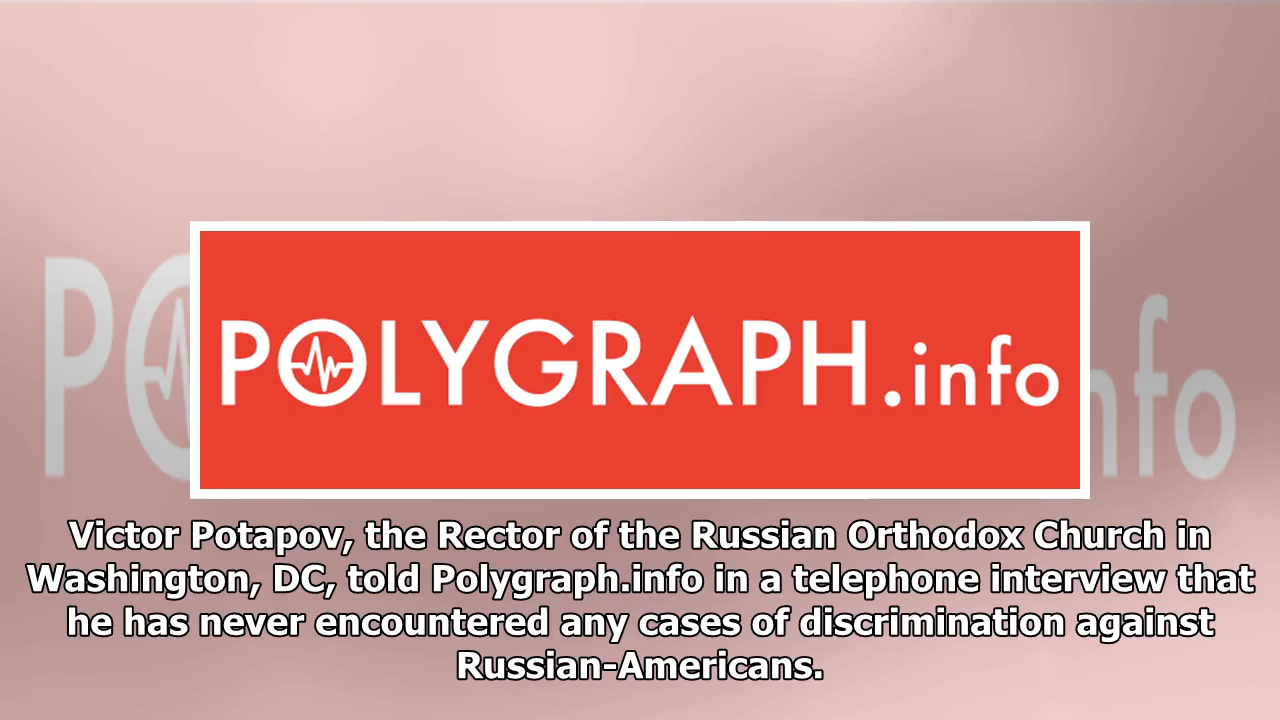 POLYGRAPH.info
Victor Potapov, the Rector of the Russian Orthodox Church in
Washington, DC, told Polygraph.info in a telephone interview that
he has never encountered any cases of discrimination against
Russian-Americans.